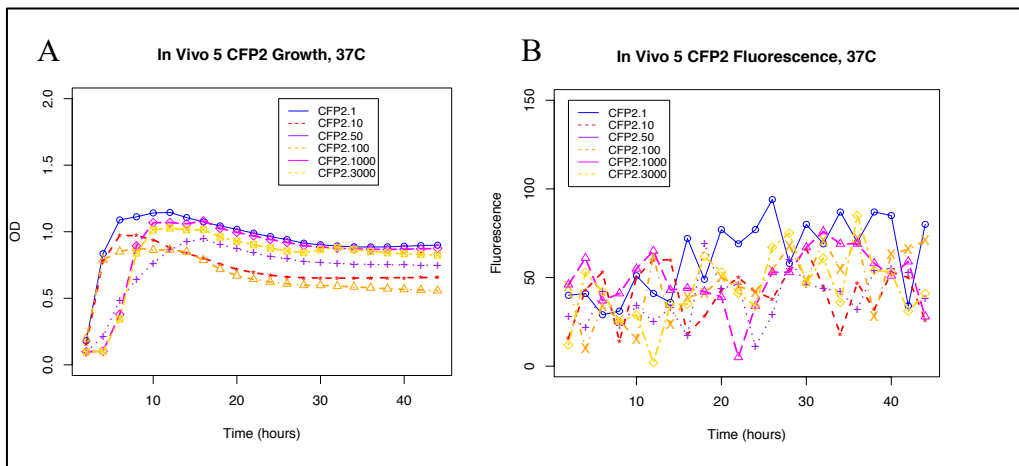 A
In Vivo 5 CFP2 Growth, 37C
OD
0.0
0.5
1.0
1.5
2.0
CFP2.1
CFP2.10
CFP2.50
CFP2.100
CFP2.1000
CFP2.3000
10
20
30
40
Time (hours)
B
In Vivo 5 CFP2 Fluorescence, 37C
Fluorescence
0
50
100
150
CFP2.1
CFP2.10
CFP2.50
CFP2.100
CFP2.1000
CFP2.3000
10
20
30
40
Time (hours)